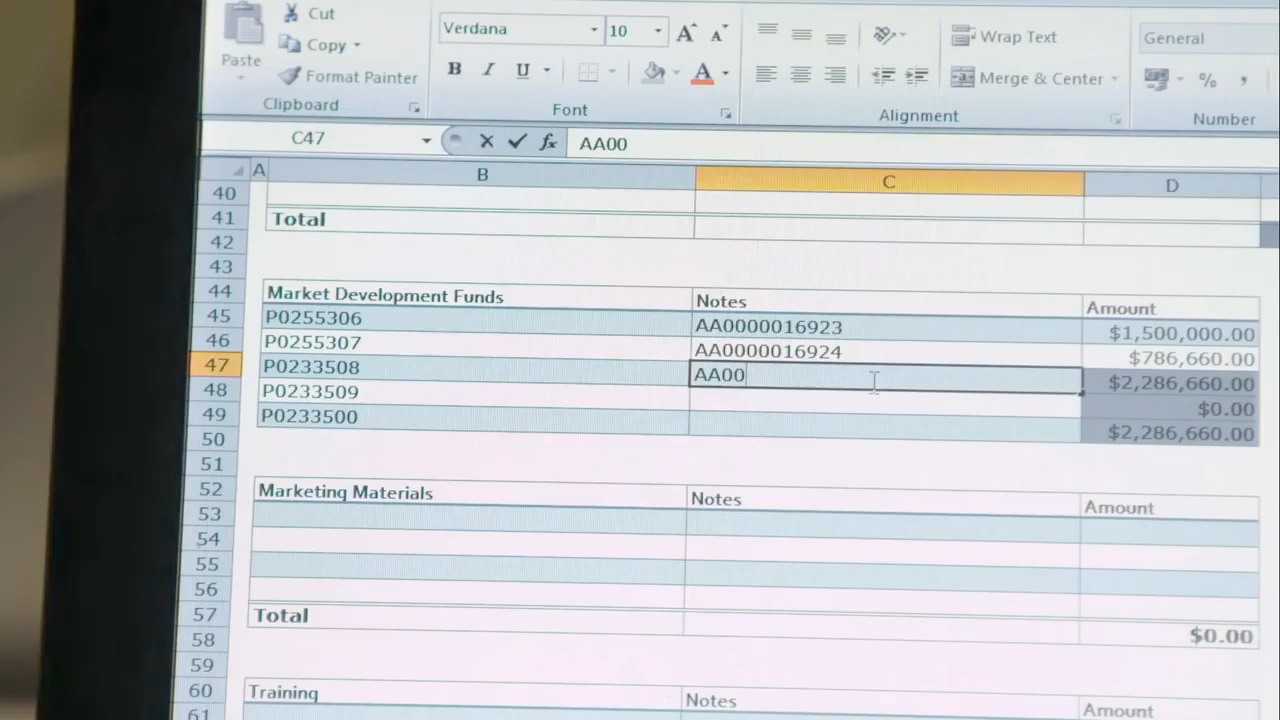 Cut
Verdana 10 A A Wrap Text General
Copy
Paste
Format Painter B I U A Merge & Center % ,
Clipboard Font Alignment Number
C47 fx AA00
A B C D
40
41 Total
42
43
44 Market Development Funds Notes Amount
45 P0255306 AA0000016923 $1,500,000.00
46 P0255307 AA0000016924 $786,660.00
47 P0233508 AA00 $2,286,660.00
48 P0233509 $0.00
49 P0233500 $2,286,660.00
50
51
52 Marketing Materials Notes Amount
53
54
55
56
57 Total $0.00
58
59
60 Training Notes Amount
61